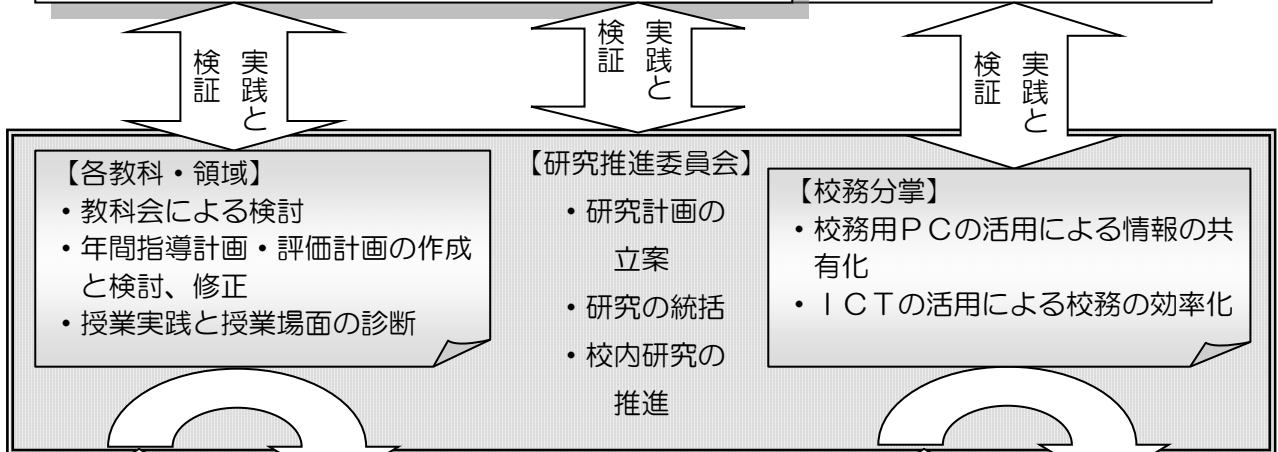 実践と
検証
実践と
検証
実践と
検証
【各教科・領域】
・教科会による検討
・年間指導計画・評価計画の作成
と検討、修正
・授業実践と授業場面の診断
【研究推進委員会】
・研究計画の
立案
・研究の統括
・校内研究の
推進
【校務分掌】
・校務用PCの活用による情報の共
有化
・ICTの活用による校務の効率化